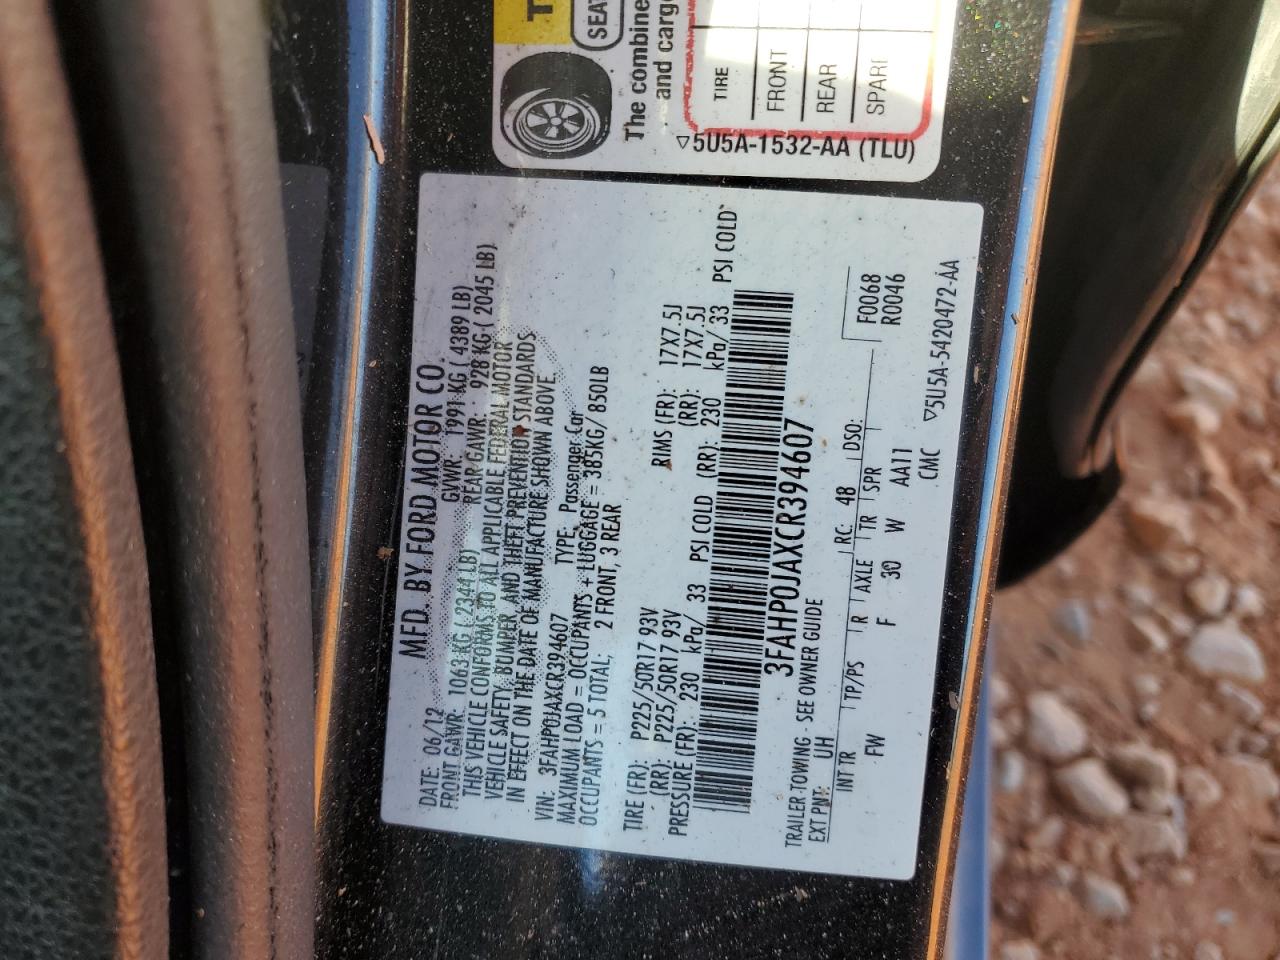 T
SEAT
The combine
and cargo
TIRE
FRONT
REAR
SPARE
▽5U5A-1532-AA (TLU)
MFD. BY FORD MOTOR CO.
DATE: 06/12 GVWR: 1991 KG ( 4389 LB)
FRONT GAWR: 1063 KG ( 2344 LB) REAR GAWR: 928 KG ( 2045 LB)
THIS VEHICLE CONFORMS TO ALL APPLICABLE FEDERAL MOTOR
VEHICLE SAFETY, BUMPER, AND THEFT PREVENTION STANDARDS
IN EFFECT ON THE DATE OF MANUFACTURE SHOWN ABOVE.
VIN: 3FAHP0JAXCR394607 TYPE: Passenger Car
MAXIMUM LOAD = OCCUPANTS + LUGGAGE = 385KG/ 850LB
OCCUPANTS = 5 TOTAL, 2 FRONT, 3 REAR
TIRE (FR): P225/50R17 93V RIMS (FR): 17X7.5J
(RR): P225/50R17 93V (RR): 17X7.5J
PRESSURE (FR): 230 kPa/ 33 PSI COLD (RR): 230 kPa/ 33 PSI COLD
3FAHP0JAXCR394607
TRAILER TOWING - SEE OWNER GUIDE
EXT PNT: UH RC: 48 DSO: F0068
R0046
INT TR TP/PS R AXLE TR SPR
FW F 30 W AA11
CMC ▽5U5A-5420472-AA